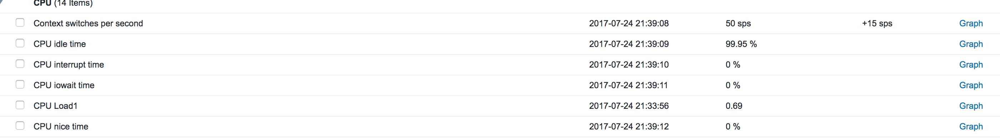 CPU (14 Items)
Context switches per second 2017-07-24 21:39:08 50 sps +15 sps Graph
CPU idle time 2017-07-24 21:39:09 99.95 % Graph
CPU interrupt time 2017-07-24 21:39:10 0 % Graph
CPU iowait time 2017-07-24 21:39:11 0 % Graph
CPU Load1 2017-07-24 21:33:56 0.69 Graph
CPU nice time 2017-07-24 21:39:12 0 % Graph